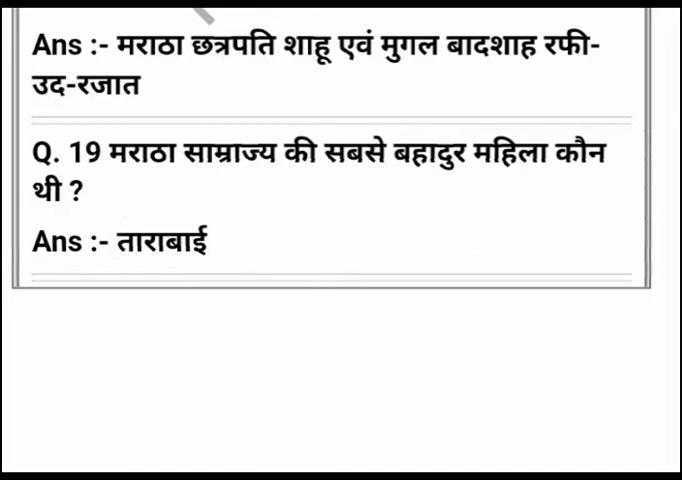 Ans :- मराठा छत्रपति शाहू एवं मुगल बादशाह रफी-
उद-रजात
Q. 19 मराठा साम्राज्य की सबसे बहादुर महिला कौन
थी ?
Ans :- ताराबाई